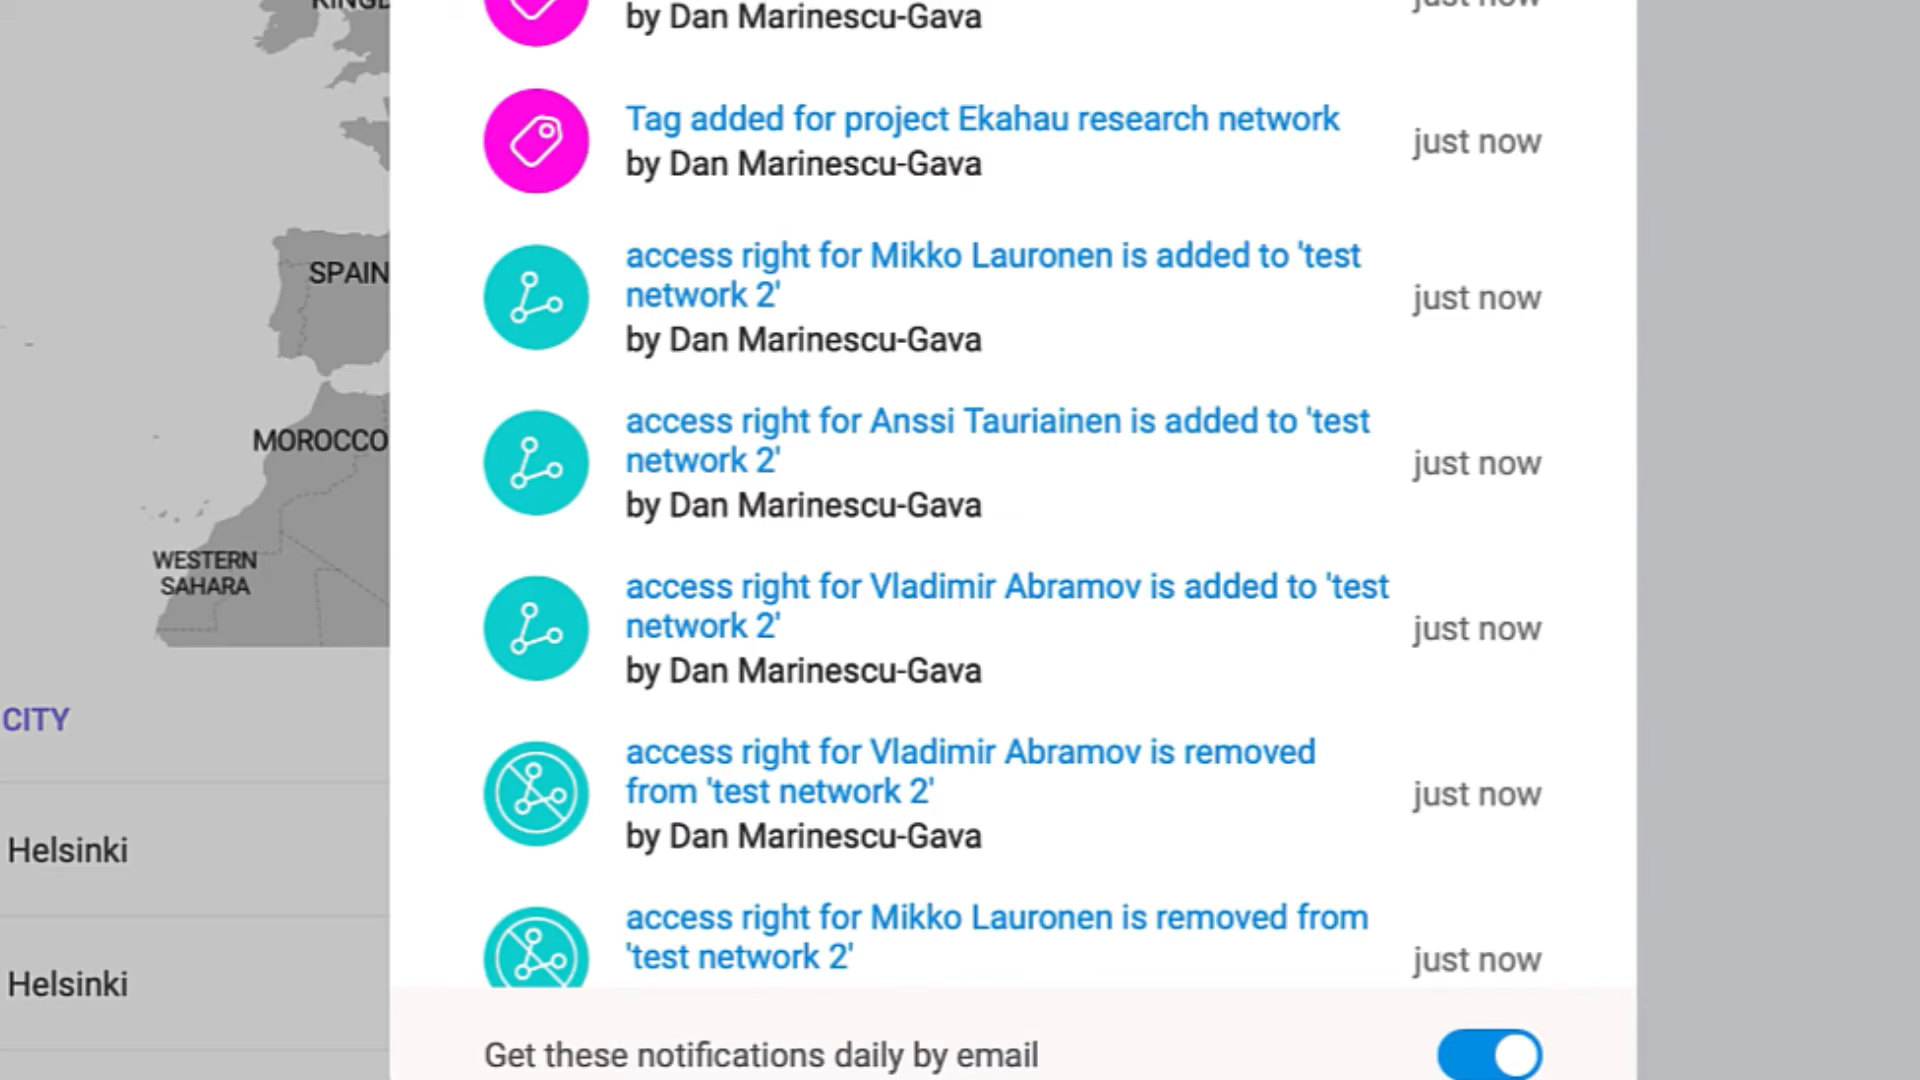 by Dan Marinescu-Gava
just now
Tag added for project Ekahau research network
by Dan Marinescu-Gava
just now
access right for Mikko Lauronen is added to 'test
network 2'
by Dan Marinescu-Gava
just now
access right for Anssi Tauriainen is added to 'test
network 2'
by Dan Marinescu-Gava
just now
access right for Vladimir Abramov is added to 'test
network 2'
by Dan Marinescu-Gava
just now
access right for Vladimir Abramov is removed
from 'test network 2'
by Dan Marinescu-Gava
just now
access right for Mikko Lauronen is removed from
'test network 2'
just now
Get these notifications daily by email
SPAIN
MOROCCO
WESTERN
SAHARA
CITY
Helsinki
Helsinki